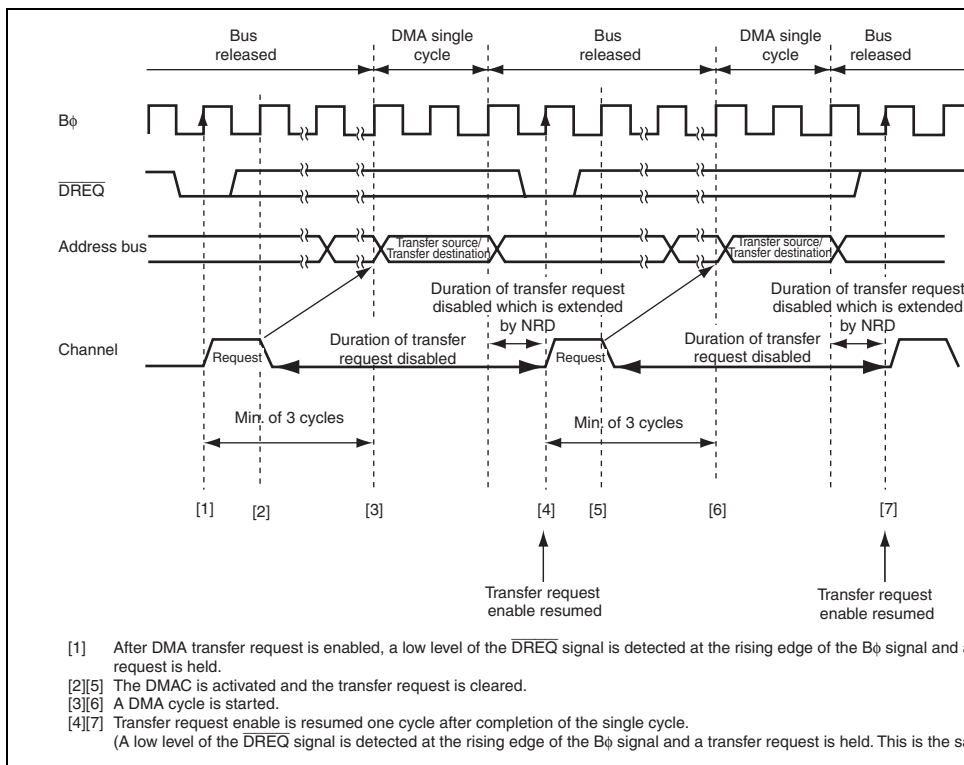 Bus released
DMA single cycle
Bus released
DMA single cycle
Bus released
Bφ
DREQ
Address bus
Transfer source/ Transfer destination
Transfer source/ Transfer destination
Duration of transfer request disabled which is extended by NRD
Duration of transfer request disabled which is extended by NRD
Channel
Request
Duration of transfer request disabled
Request
Duration of transfer request disabled
Min. of 3 cycles
Min. of 3 cycles
[1]
[2]
[3]
[4]
[5]
[6]
[7]
Transfer request enable resumed
Transfer request enable resumed
[1] After DMA transfer request is enabled, a low level of the DREQ signal is detected at the rising edge of the Bφ signal and a
request is held.
[2][5] The DMAC is activated and the transfer request is cleared.
[3][6] A DMA cycle is started.
[4][7] Transfer request enable is resumed one cycle after completion of the single cycle.
(A low level of the DREQ signal is detected at the rising edge of the Bφ signal and a transfer request is held. This is the